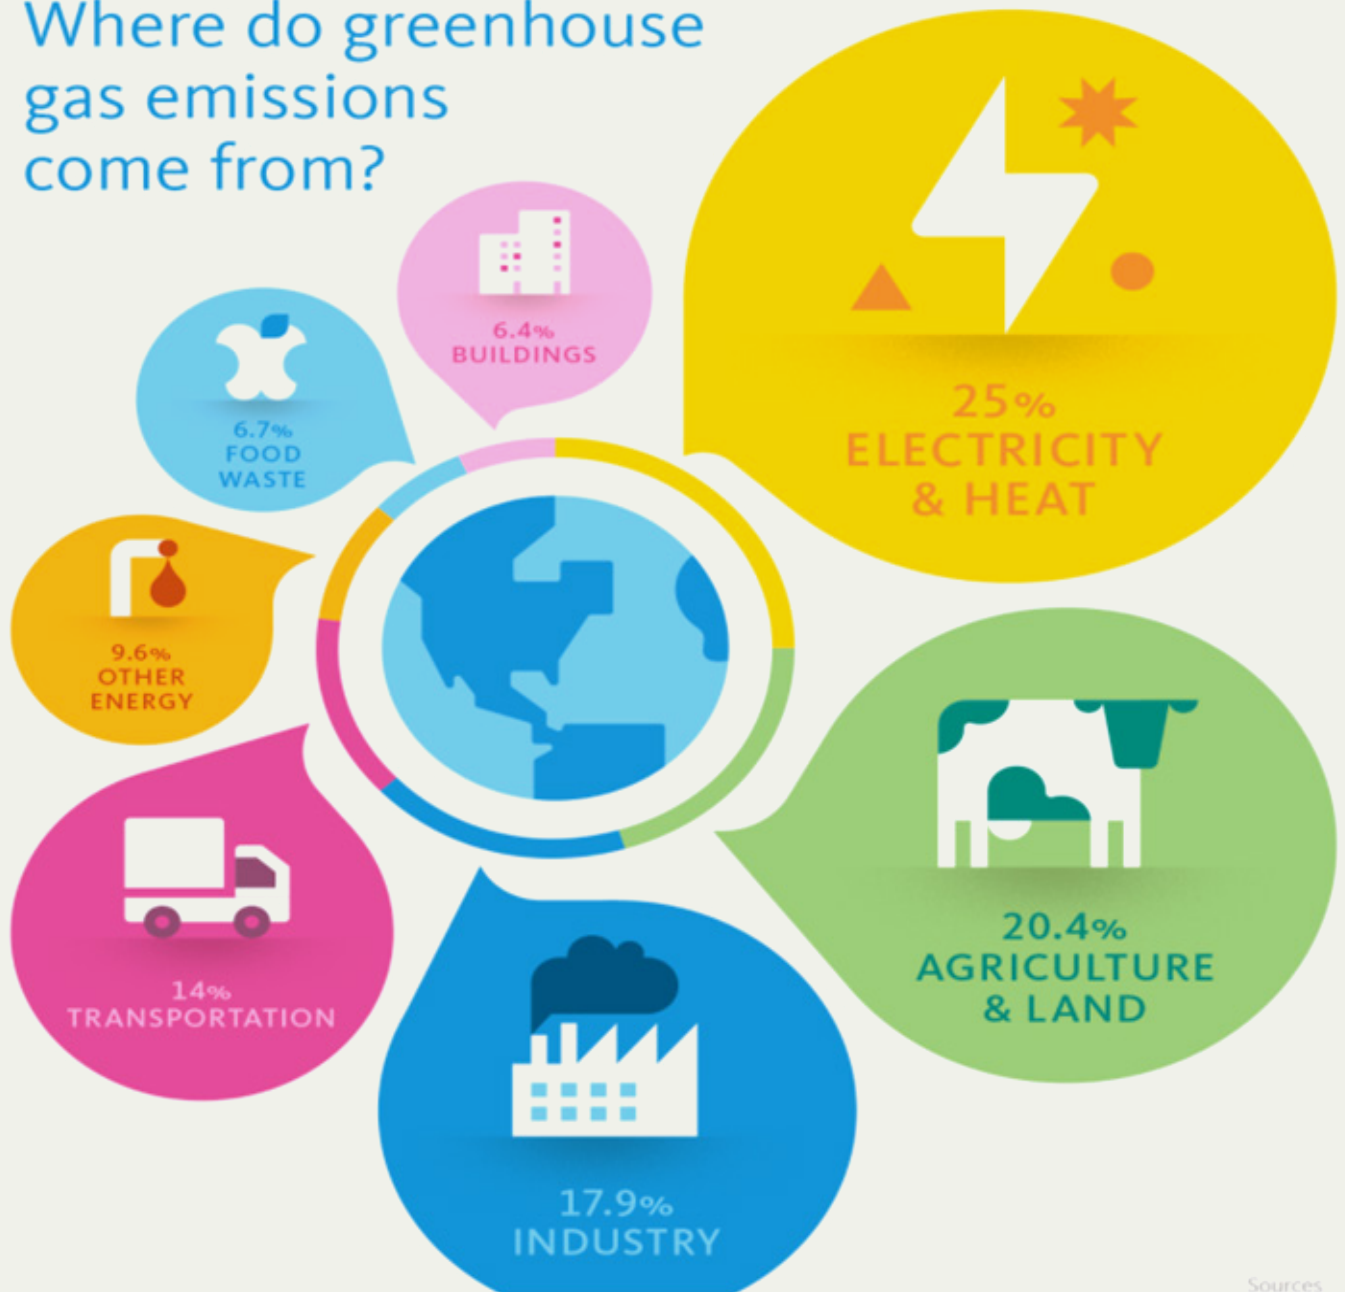 Where do greenhouse
gas emissions
come from?
6.4%
BUILDINGS
6.7%
FOOD
WASTE
25%
ELECTRICITY
& HEAT
9.6%
OTHER
ENERGY
20.4%
AGRICULTURE
& LAND
14%
TRANSPORTATION
17.9%
INDUSTRY
Sources